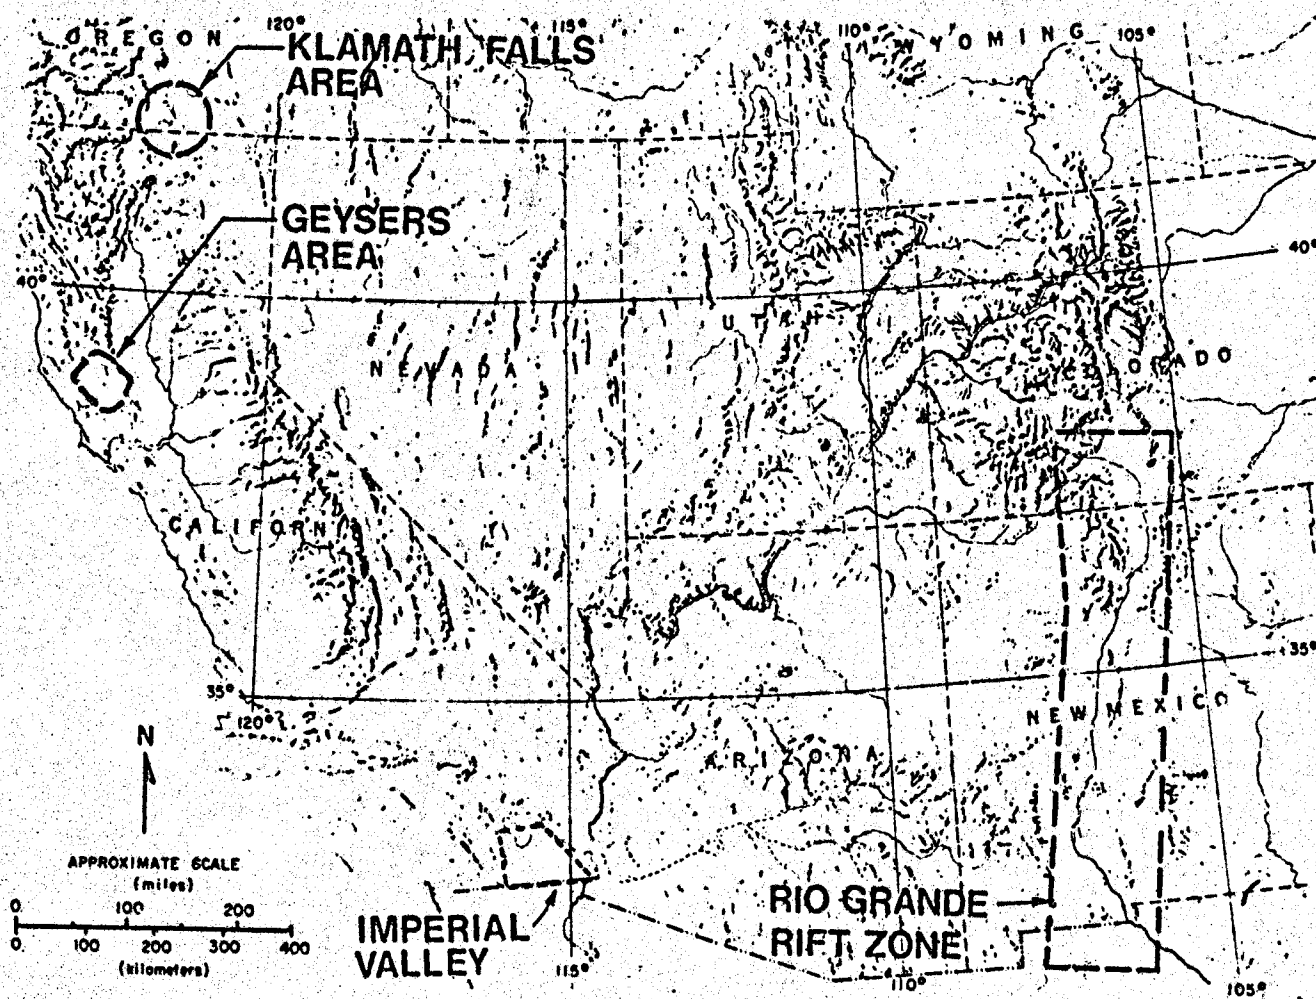 120°
115°
110°
105°
OREGON
WYOMING
KLAMATH FALLS
AREA
GEYSERS
AREA
40°
40°
UTAH
NEVADA
COLORADO
CALIFORN
35°
35°
120°
NEW MEXICO
N
ARIZONA
APPROXIMATE SCALE
(miles)
0 100 200
0 100 200 300 400
(kilometers)
IMPERIAL
VALLEY
RIO GRANDE
RIFT ZONE
115°
110°
105°